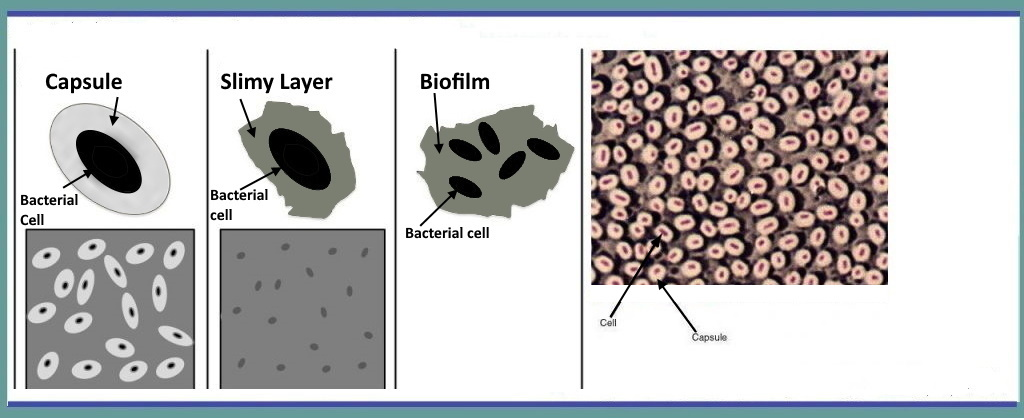 Capsule
Bacterial
Cell
Slimy Layer
Bacterial
cell
Biofilm
Bacterial cell
Cell
Capsule